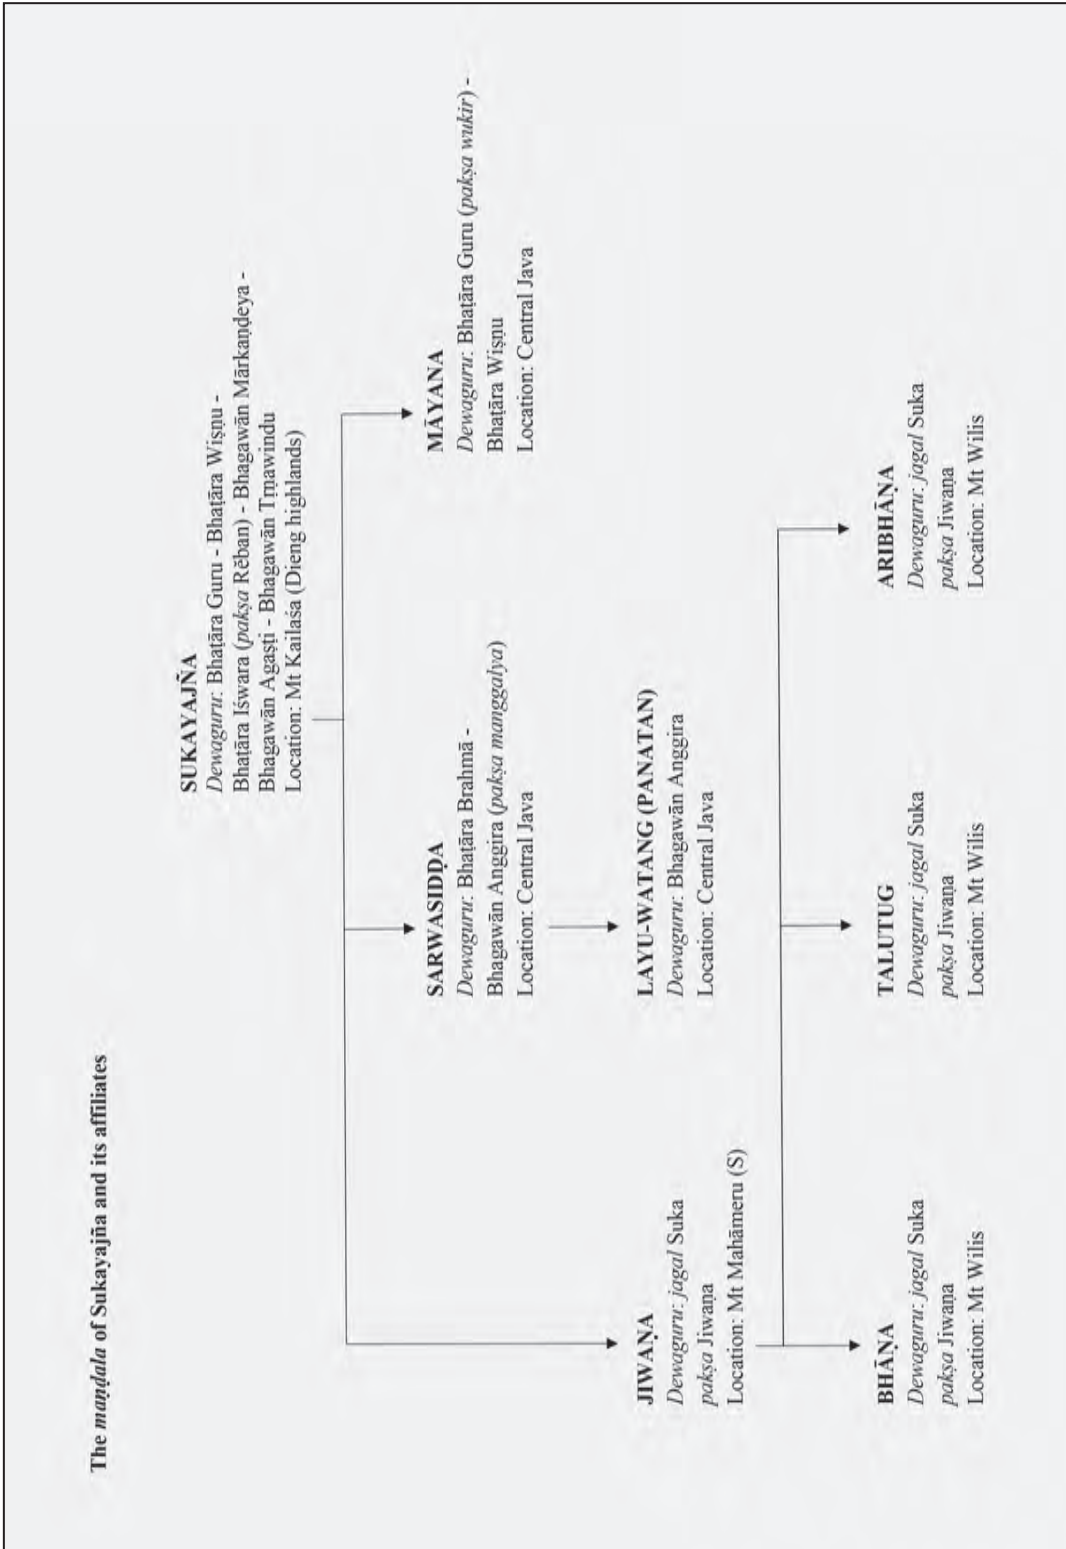 The maṇḍala of Sukayajña and its affiliates
SUKAYAJÑA
Dewaguru: Bhaṭāra Guru - Bhaṭāra Wiṣṇu -
Bhaṭāra Iśwara (pakṣa Rĕban) - Bhagawān Mārkaṇḍeya -
Bhagawān Agaṣṭi - Bhagawān Tṛṇawindu
Location: Mt Kailaśa (Dieng highlands)
SARWASIDḌA
Dewaguru: Bhaṭāra Brahmā -
Bhagawān Anggira (pakṣa manggalya)
Location: Central Java
MĀYANA
Dewaguru: Bhaṭāra Guru (pakṣa wukir) -
Bhaṭāra Wiṣṇu
Location: Central Java
JIWAṆA
Dewaguru: jagal Suka
pakṣa Jiwaṇa
Location: Mt Mahāmeru (S)
LAYU-WATANG (PANATAN)
Dewaguru: Bhagawān Anggira
Location: Central Java
BHĀṆA
Dewaguru: jagal Suka
pakṣa Jiwaṇa
Location: Mt Wilis
TALUTUG
Dewaguru: jagal Suka
pakṣa Jiwaṇa
Location: Mt Wilis
ARIBHĀṆA
Dewaguru: jagal Suka
pakṣa Jiwaṇa
Location: Mt Wilis